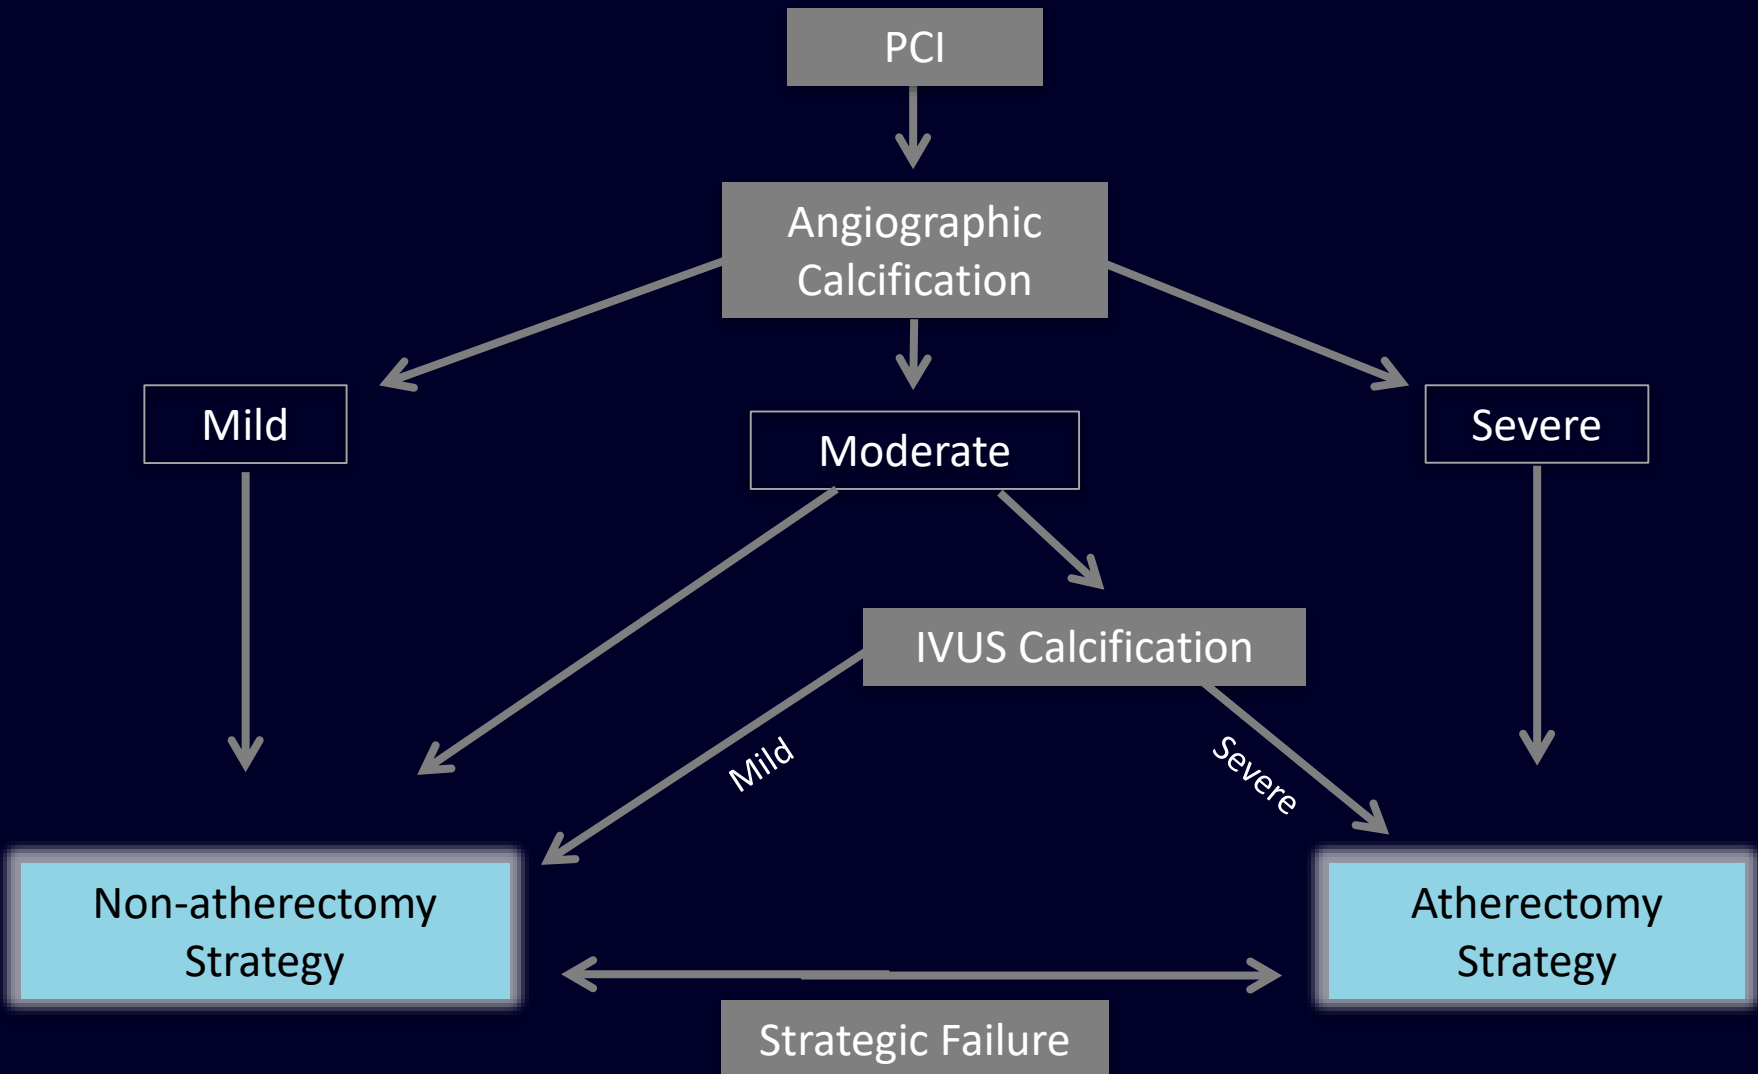 PCI
Angiographic
Calcification
Mild
Moderate
Severe
IVUS Calcification
Mild
Severe
Non-atherectomy
Strategy
Atherectomy
Strategy
Strategic Failure